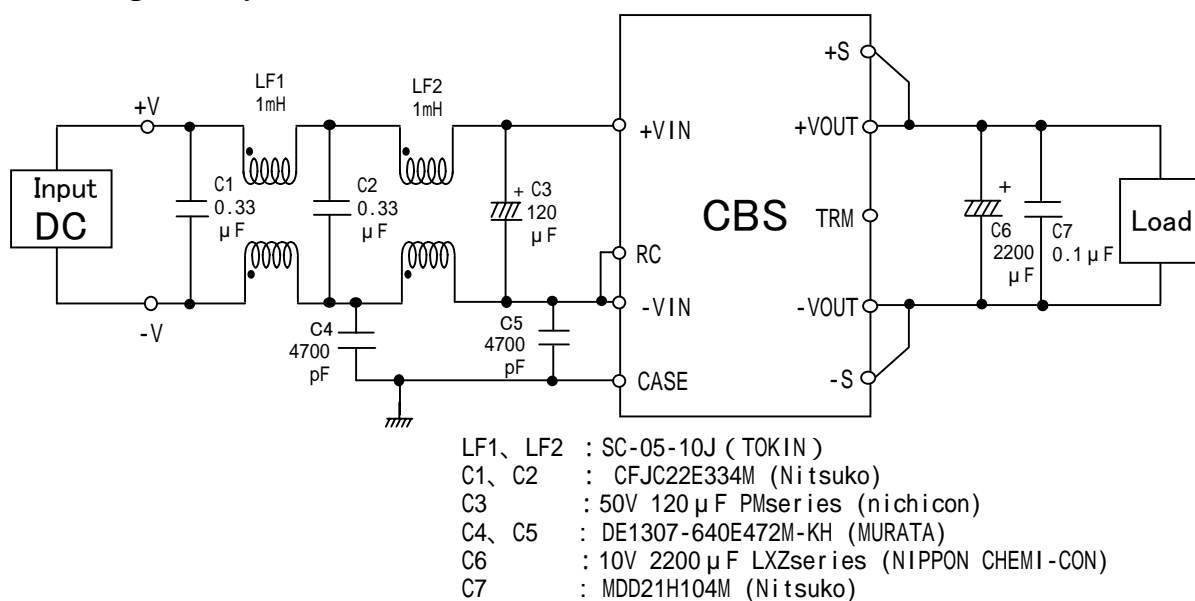 LF1
1mH
LF2
1mH
+V
-V
Input
DC
C1
0.33
μF
C2
0.33
μF
+ C3
120
μF
C4
4700
pF
C5
4700
pF
+VIN
RC
-VIN
CASE
CBS
+S
+VOUT
TRM
-VOUT
-S
+
C6
2200
μF
C7
0.1μF
Load
LF1、LF2 : SC-05-10J (TOKIN)
C1、C2 : CFJC22E334M (Nitsuko)
C3 : 50V 120μF PMseries (nichicon)
C4、C5 : DE1307-640E472M-KH (MURATA)
C6 : 10V 2200μF LXZseries (NIPPON CHEMI-CON)
C7 : MDD21H104M (Nitsuko)